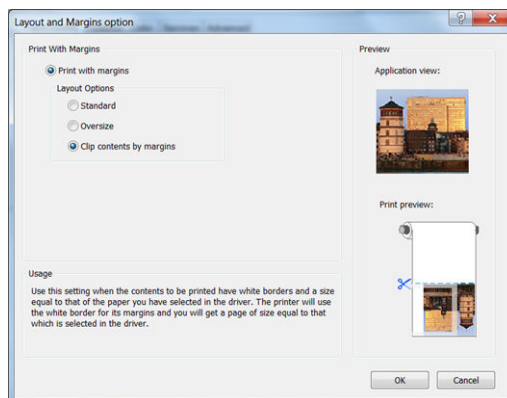 Layout and Margins option
Print With Margins
Print with margins
Layout Options
Standard
Oversize
Clip contents by margins
Usage
Use this setting when the contents to be printed have white borders and a size
equal to that of the paper you have selected in the driver. The printer will use
the white border for its margins and you will get a page of size equal to that
which is selected in the driver.
Preview
Application view:
Print preview:
OK
Cancel